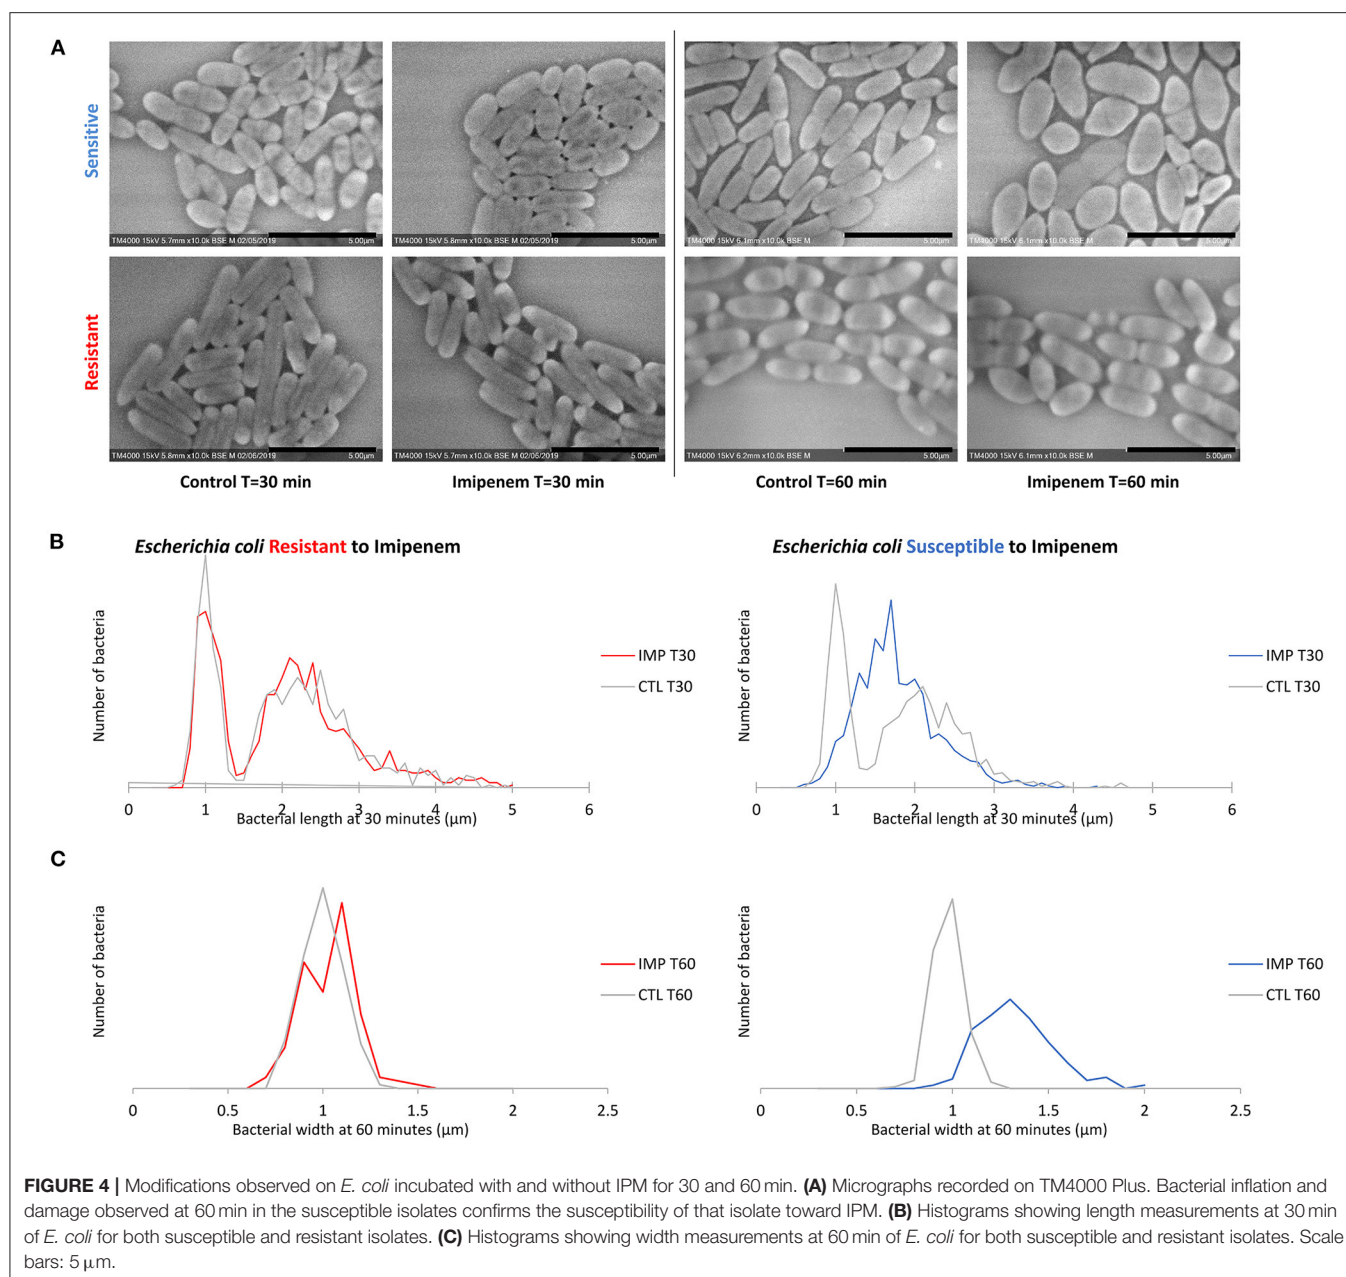 A
Sensitive
TM4000 15kV 5.7mm x10.0k BSE M 02/05/2019 5.00µm
TM4000 15kV 5.8mm x10.0k BSE M 02/05/2019 5.00µm
TM4000 15kV 6.1mm x10.0k BSE M 5.00µm
TM4000 15kV 6.1mm x10.0k BSE M 5.00µm
Resistant
TM4000 15kV 5.8mm x10.0k BSE M 02/06/2019 5.00µm
TM4000 15kV 5.7mm x10.0k BSE M 02/05/2019 5.00µm
TM4000 15kV 6.2mm x10.0k BSE M 5.00µm
TM4000 15kV 6.1mm x10.0k BSE M 5.00µm
Control T=30 min
Imipenem T=30 min
Control T=60 min
Imipenem T=60 min
B
Escherichia coli Resistant to Imipenem
Number of bacteria
IMP T30
CTL T30
0 1 2 3 4 5 6
Bacterial length at 30 minutes (µm)
Escherichia coli Susceptible to Imipenem
Number of bacteria
IMP T30
CTL T30
0 1 2 3 4 5 6
Bacterial length at 30 minutes (µm)
C
Number of bacteria
IMP T60
CTL T60
0 0.5 1 1.5 2 2.5
Bacterial width at 60 minutes (µm)
Number of bacteria
IMP T60
CTL T60
0 0.5 1 1.5 2 2.5
Bacterial width at 60 minutes (µm)
FIGURE 4 | Modifications observed on E. coli incubated with and without IPM for 30 and 60 min. (A) Micrographs recorded on TM4000 Plus. Bacterial inflation and
damage observed at 60 min in the susceptible isolates confirms the susceptibility of that isolate toward IPM. (B) Histograms showing length measurements at 30 min
of E. coli for both susceptible and resistant isolates. (C) Histograms showing width measurements at 60 min of E. coli for both susceptible and resistant isolates. Scale
bars: 5 µm.